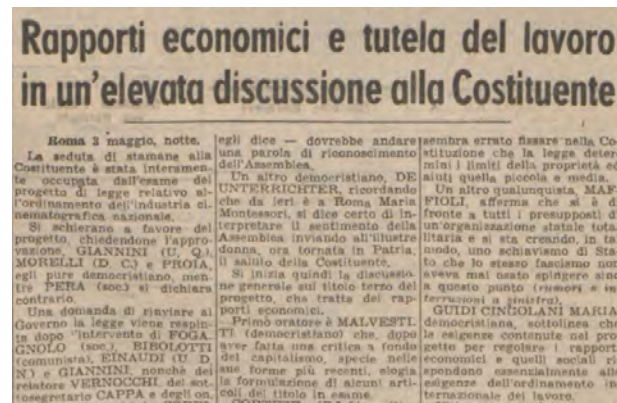 Rapporti economici e tutela del lavoro
in un'elevata discussione alla Costituente
Roma 3 maggio, notte.
La seduta di stamane alla
Costituente è stata interamen-
te occupata dall'esame del
progetto di legge relativo al-
l'ordinamento dell'industria ci-
nematografica nazionale.
Si schierano a favore del
progetto, chiedendone l'appro-
vazione, GIANNINI (U. Q.),
MORELLI (D. C.) e PROIA,
egli pure democristiano, men-
tre PERA (soc.) si dichiara
contrario.
Una domanda di rinviare al
Governo la legge viene respin-
ta dopo l'intervento di FOGA-
GNOLO (soc.), BIBOLOTTI
(comunista), EINAUDI (U. D.
N.) e GIANNINI, nonchè del
relatore VERNOCCHI, del sot-
tosegretario CAPPA e degli on.
egli dice — dovrebbe andare
una parola di riconoscimento
dell'Assemblea.
Un altro democristiano, DE
UNTERRICHTER, ricordando
che da ieri è a Roma Maria
Montessori, si dice certo di in-
terpretare il sentimento della
Assemblea inviando all'illustre
donna, ora tornata in Patria,
il saluto della Costituente.
Si inizia quindi la discussio-
ne generale sul titolo terzo del
progetto, che tratta dei rap-
porti economici.
Primo oratore è MALVESTI-
TI (democristiano) che, dopo
aver fatta una critica a fondo
del capitalismo, specie nelle
sue forme più recenti, elogia
la formulazione di alcuni arti-
coli del titolo in esame.
sembra errato fissare nella Co-
stituzione che la legge deter-
mini i limiti della proprietà ed
aiuti quella piccola e media.
Un altro qualunquista, MAF-
FIOLI, afferma che si è di
fronte a tutti i presupposti di
un'organizzazione statale tota-
litaria e si sta creando, in tal
modo, uno schiavismo di Sta-
to che lo stesso fascismo non
aveva mai osato spingere sino
a questo punto (rumori e in-
terruzioni a sinistra).
GUIDI CINGOLANI MARIA,
democristiana, sottolinea che
le esigenze contenute nel pro-
getto per regolare i rapporti
economici e quelli sociali ri-
spondono essenzialmente alle
esigenze dell'ordinamento in-
ternazionale del lavoro.